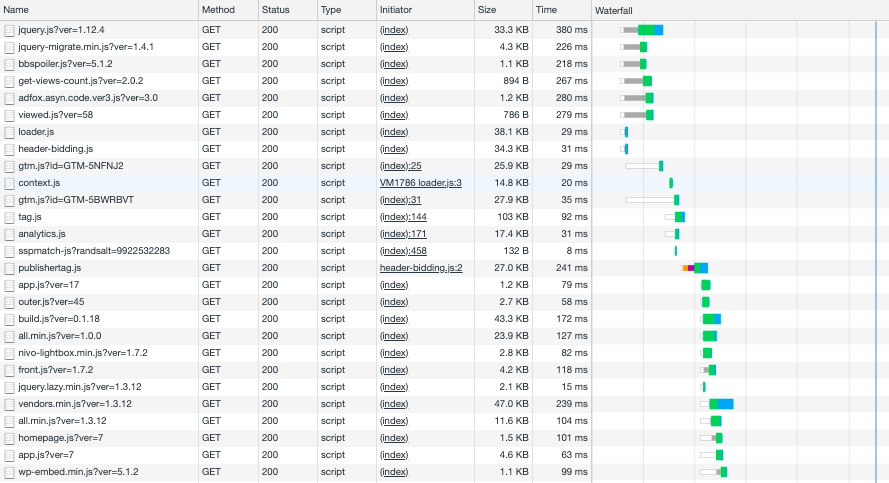 Name Method Status Type Initiator Size Time Waterfall
jquery.js?ver=1.12.4 GET 200 script (index) 33.3 KB 380 ms
jquery-migrate.min.js?ver=1.4.1 GET 200 script (index) 4.3 KB 226 ms
bbspoiler.js?ver=5.1.2 GET 200 script (index) 1.1 KB 218 ms
get-views-count.js?ver=2.0.2 GET 200 script (index) 894 B 267 ms
adfox.asyn.code.ver3.js?ver=3.0 GET 200 script (index) 1.2 KB 280 ms
viewed.js?ver=58 GET 200 script (index) 786 B 279 ms
loader.js GET 200 script (index) 38.1 KB 29 ms
header-bidding.js GET 200 script (index) 34.3 KB 31 ms
gtm.js?id=GTM-5NFNJ2 GET 200 script (index):25 25.9 KB 29 ms
context.js GET 200 script VM1786 loader.js:3 14.8 KB 20 ms
gtm.js?id=GTM-5BWRBVT GET 200 script (index):31 27.9 KB 35 ms
tag.js GET 200 script (index):144 103 KB 92 ms
analytics.js GET 200 script (index):171 17.4 KB 31 ms
sspmatch-js?randsalt=9922532283 GET 200 script (index):458 132 B 8 ms
publishertag.js GET 200 script header-bidding.js:2 27.0 KB 241 ms
app.js?ver=17 GET 200 script (index) 1.2 KB 79 ms
outer.js?ver=45 GET 200 script (index) 2.7 KB 58 ms
build.js?ver=0.1.18 GET 200 script (index) 43.3 KB 172 ms
all.min.js?ver=1.0.0 GET 200 script (index) 23.9 KB 127 ms
nivo-lightbox.min.js?ver=1.7.2 GET 200 script (index) 2.8 KB 82 ms
front.js?ver=1.7.2 GET 200 script (index) 4.2 KB 118 ms
jquery.lazy.min.js?ver=1.3.12 GET 200 script (index) 2.1 KB 15 ms
vendors.min.js?ver=1.3.12 GET 200 script (index) 47.0 KB 239 ms
all.min.js?ver=1.3.12 GET 200 script (index) 11.6 KB 104 ms
homepage.js?ver=7 GET 200 script (index) 1.5 KB 101 ms
app.js?ver=7 GET 200 script (index) 4.6 KB 63 ms
wp-embed.min.js?ver=5.1.2 GET 200 script (index) 1.1 KB 99 ms